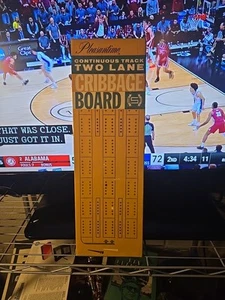 Pleasantime
CONTINUOUS TRACK
TWO LANE
CRIBBAGE
BOARD
THAT WAS CLOSE.
JUST GOT IT IN.
ALABAMA
72 2ND 4:34 11